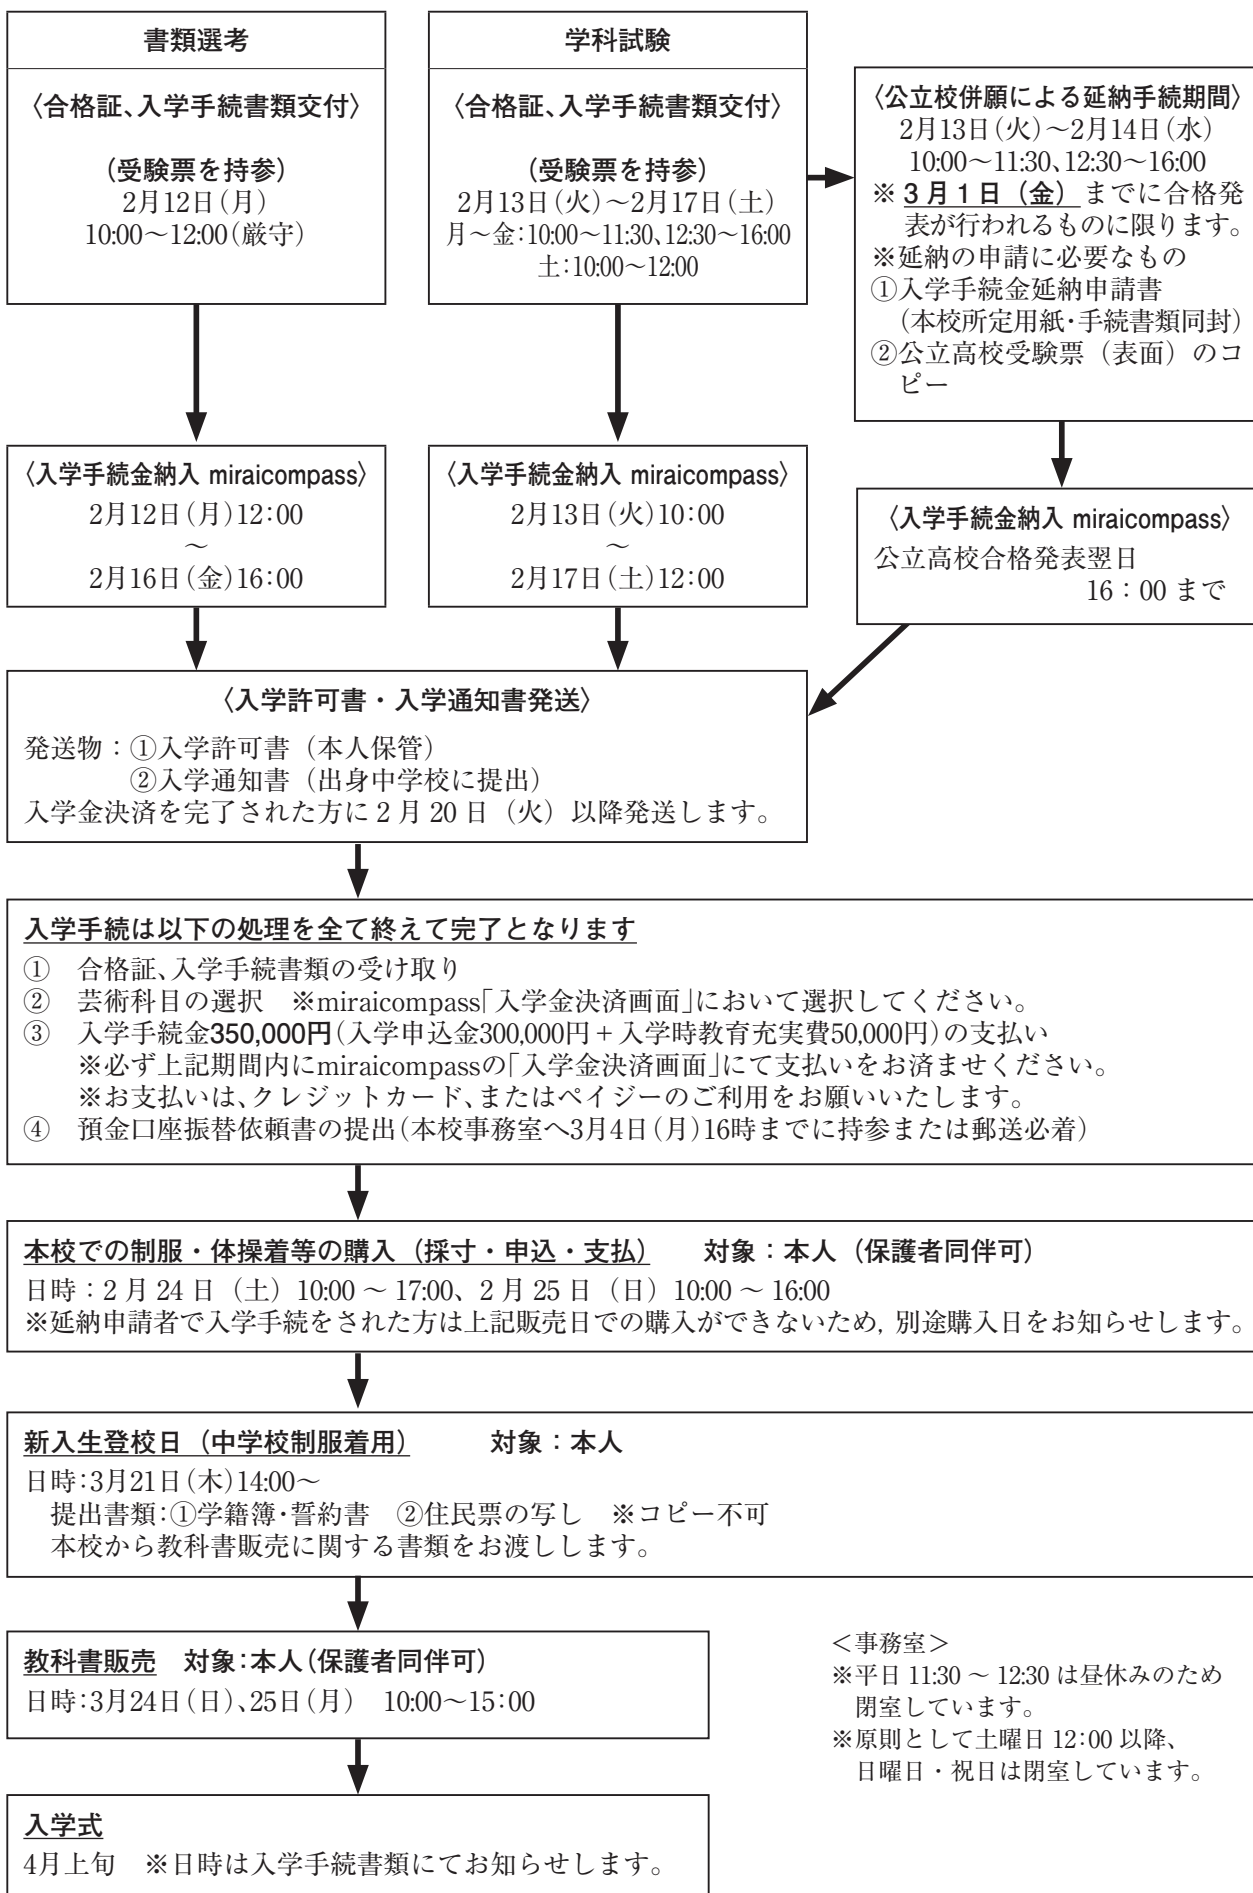 書類選考
〈合格証、入学手続書類交付〉
(受験票を持参)
2月12日(月)
10:00～12:00(厳守)
学科試験
〈合格証、入学手続書類交付〉
(受験票を持参)
2月13日(火)～2月17日(土)
月～金:10:00～11:30、12:30～16:00
土:10:00～12:00
〈公立校併願による延納手続期間〉
2月13日(火)～2月14日(水)
10:00～11:30、12:30～16:00
※3月1日(金)までに合格発
表が行われるものに限ります。
※延納の申請に必要なもの
①入学手続金延納申請書
(本校所定用紙・手続書類同封)
②公立高校受験票（表面）のコ
ピー
〈入学手続金納入 miraicompass〉
2月12日(月)12:00
～
2月16日(金)16:00
〈入学手続金納入 miraicompass〉
2月13日(火)10:00
～
2月17日(土)12:00
〈入学手続金納入 miraicompass〉
公立高校合格発表翌日
16：00 まで
〈入学許可書・入学通知書発送〉
発送物：①入学許可書（本人保管）
②入学通知書（出身中学校に提出）
入学金決済を完了された方に 2 月 20 日（火）以降発送します。
入学手続は以下の処理を全て終えて完了となります
①　合格証、入学手続書類の受け取り
②　芸術科目の選択　※miraicompass「入学金決済画面」において選択してください。
③　入学手続金350,000円(入学申込金300,000円＋入学時教育充実費50,000円)の支払い
※必ず上記期間内にmiraicompassの「入学金決済画面」にて支払いをお済ませください。
※お支払いは、クレジットカード、またはペイジーのご利用をお願いいたします。
④　預金口座振替依頼書の提出(本校事務室へ3月4日(月)16時までに持参または郵送必着)
本校での制服・体操着等の購入（採寸・申込・支払）　対象：本人（保護者同伴可）
日時：2 月 24 日（土）10:00 ～ 17:00、2 月 25 日（日）10:00 ～ 16:00
※延納申請者で入学手続をされた方は上記販売日での購入ができないため, 別途購入日をお知らせします。
新入生登校日（中学校制服着用）　対象：本人
日時:3月21日(木)14:00～
提出書類:①学籍簿・誓約書　②住民票の写し　※コピー不可
本校から教科書販売に関する書類をお渡しします。
教科書販売　対象:本人(保護者同伴可)
日時:3月24日(日)、25日(月)　10:00～15:00
＜事務室＞
※平日 11:30 ～ 12:30 は昼休みのため
閉室しています。
※原則として土曜日 12:00 以降、
日曜日・祝日は閉室しています。
入学式
4月上旬　※日時は入学手続書類にてお知らせします。